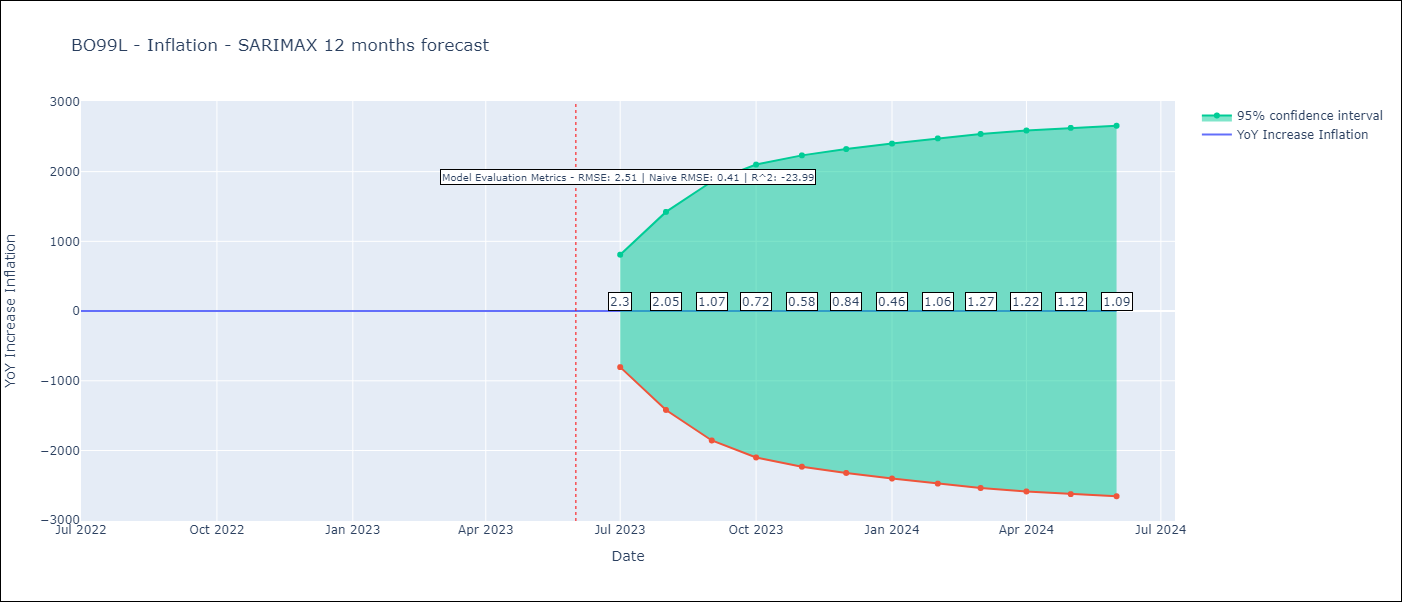 BO99L - Inflation - SARIMAX 12 months forecast
3000
2000
1000
0
−1000
−2000
−3000
YoY Increase Inflation
Model Evaluation Metrics - RMSE: 2.51 | Naive RMSE: 0.41 | R^2: -23.99
2.3 2.05 1.07 0.72 0.58 0.84 0.46 1.06 1.27 1.22 1.12 1.09
Jul 2022 Oct 2022 Jan 2023 Apr 2023 Jul 2023 Oct 2023 Jan 2024 Apr 2024 Jul 2024
Date
95% confidence interval
YoY Increase Inflation